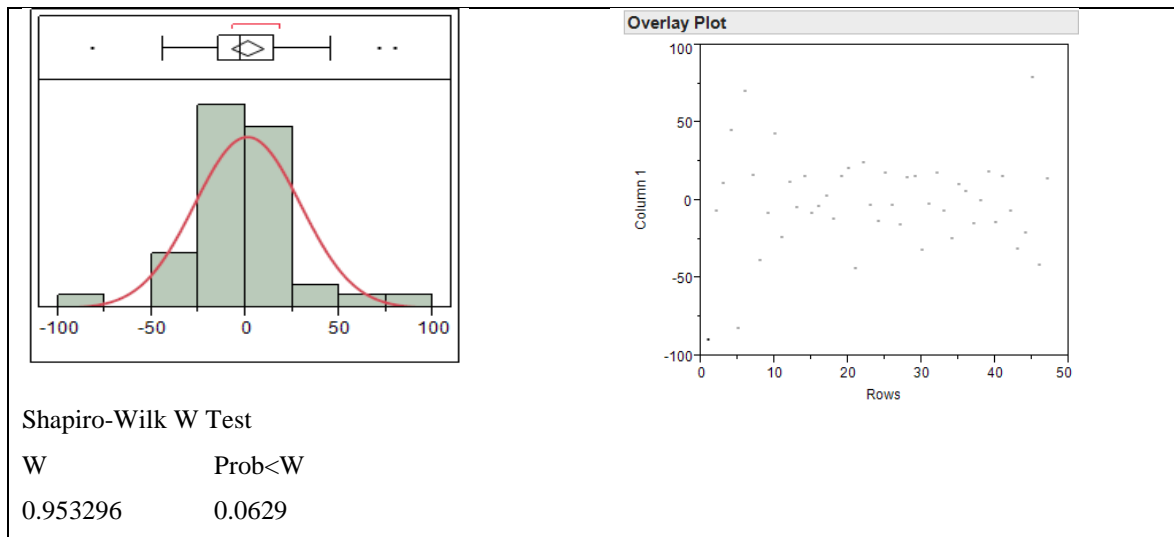 -100 -50 0 50 100
Shapiro-Wilk W Test
W Prob<W
0.953296 0.0629
Overlay Plot
100
50
0
-50
-100
Column 1
0 10 20 30 40 50
Rows